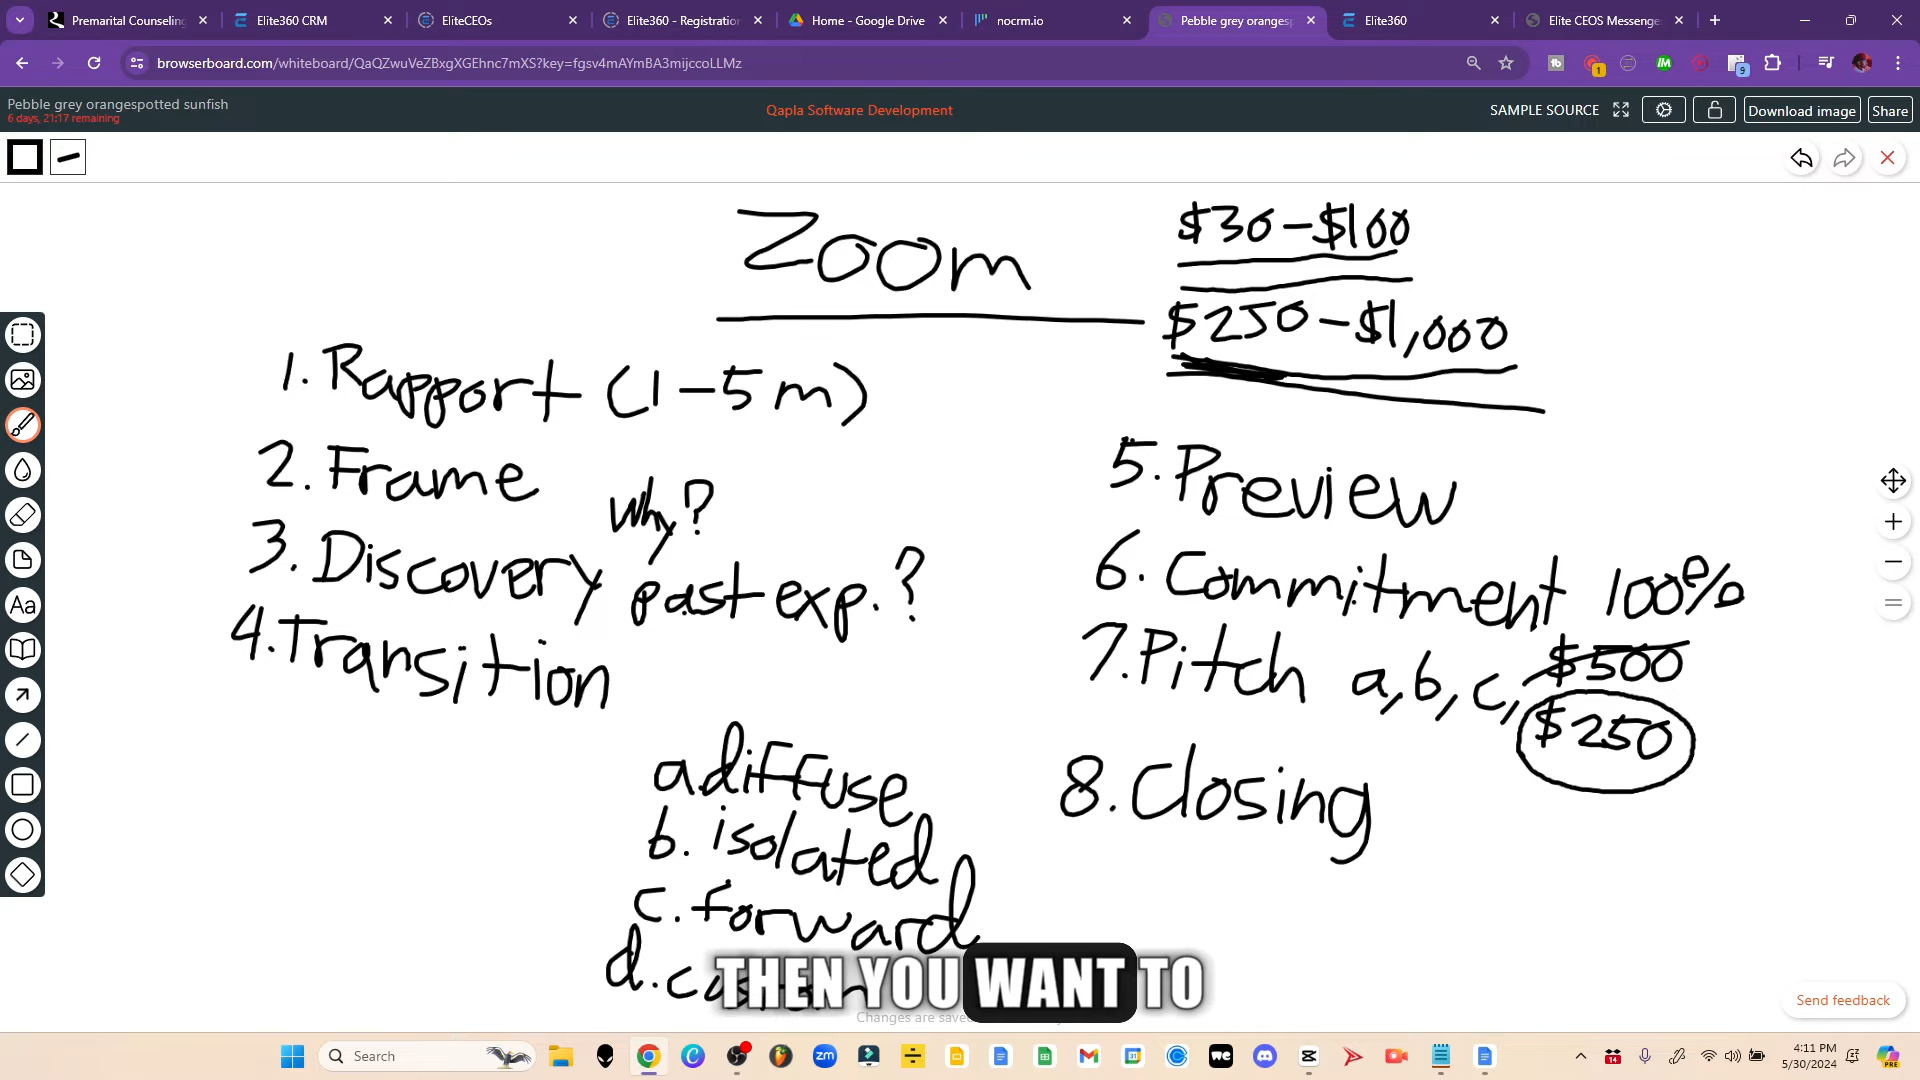 Premarital Counseling
Elite360 CRM
EliteCEOs
Elite360 - Registration
Home - Google Drive
nocrm.io
Pebble grey orangesp
Elite360
Elite CEOS Messenge
browserboard.com/whiteboard/QaQZwuVeZBxgXGEhnc7mXS?key=fgsv4mAYmBA3mijccoLLMz
Pebble grey orangespotted sunfish
6 days, 21:17 remaining
Qapla Software Development
SAMPLE SOURCE
Download image
Share
Zoom
$30-$100
$250-$1,000
1. Rapport (1-5m)
2. Frame
why?
3. Discovery past exp.?
4. Transition
a. diffuse
b. isolated
c. forward
d.
5. Preview
6. Commitment 100%
7. Pitch a, b, c, $500
$250
8. Closing
THEN YOU WANT TO
Changes are save
Send feedback
Aa
Search
4:11 PM
5/30/2024